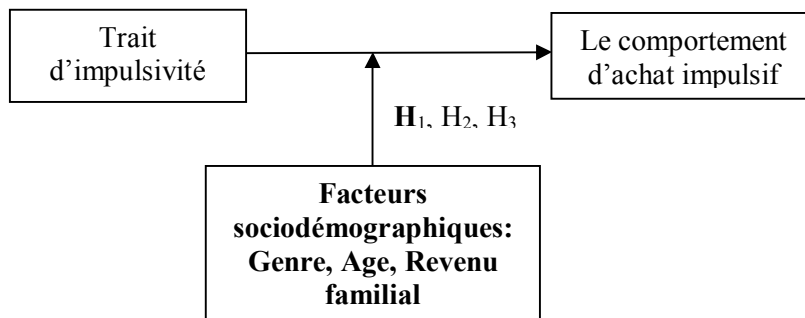 Trait
d’impulsivité
Le comportement
d’achat impulsif
H1, H2, H3
Facteurs
sociodémographiques:
Genre, Age, Revenu
familial